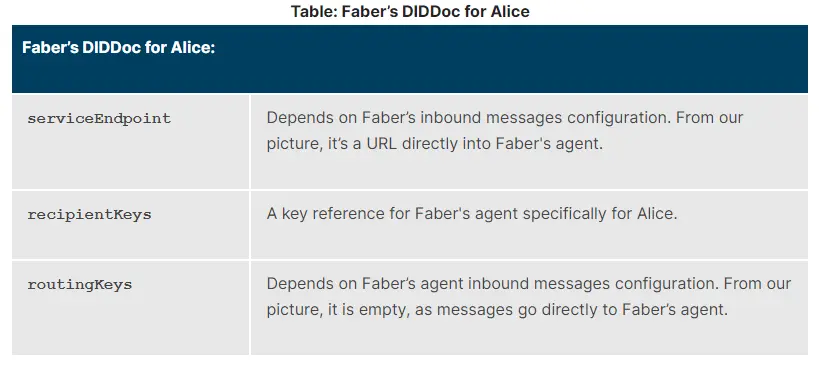 Table: Faber’s DIDDoc for Alice
Faber’s DIDDoc for Alice:
serviceEndpoint
Depends on Faber’s inbound messages configuration. From our
picture, it’s a URL directly into Faber's agent.
recipientKeys
A key reference for Faber's agent specifically for Alice.
routingKeys
Depends on Faber’s agent inbound messages configuration. From our
picture, it is empty, as messages go directly to Faber’s agent.